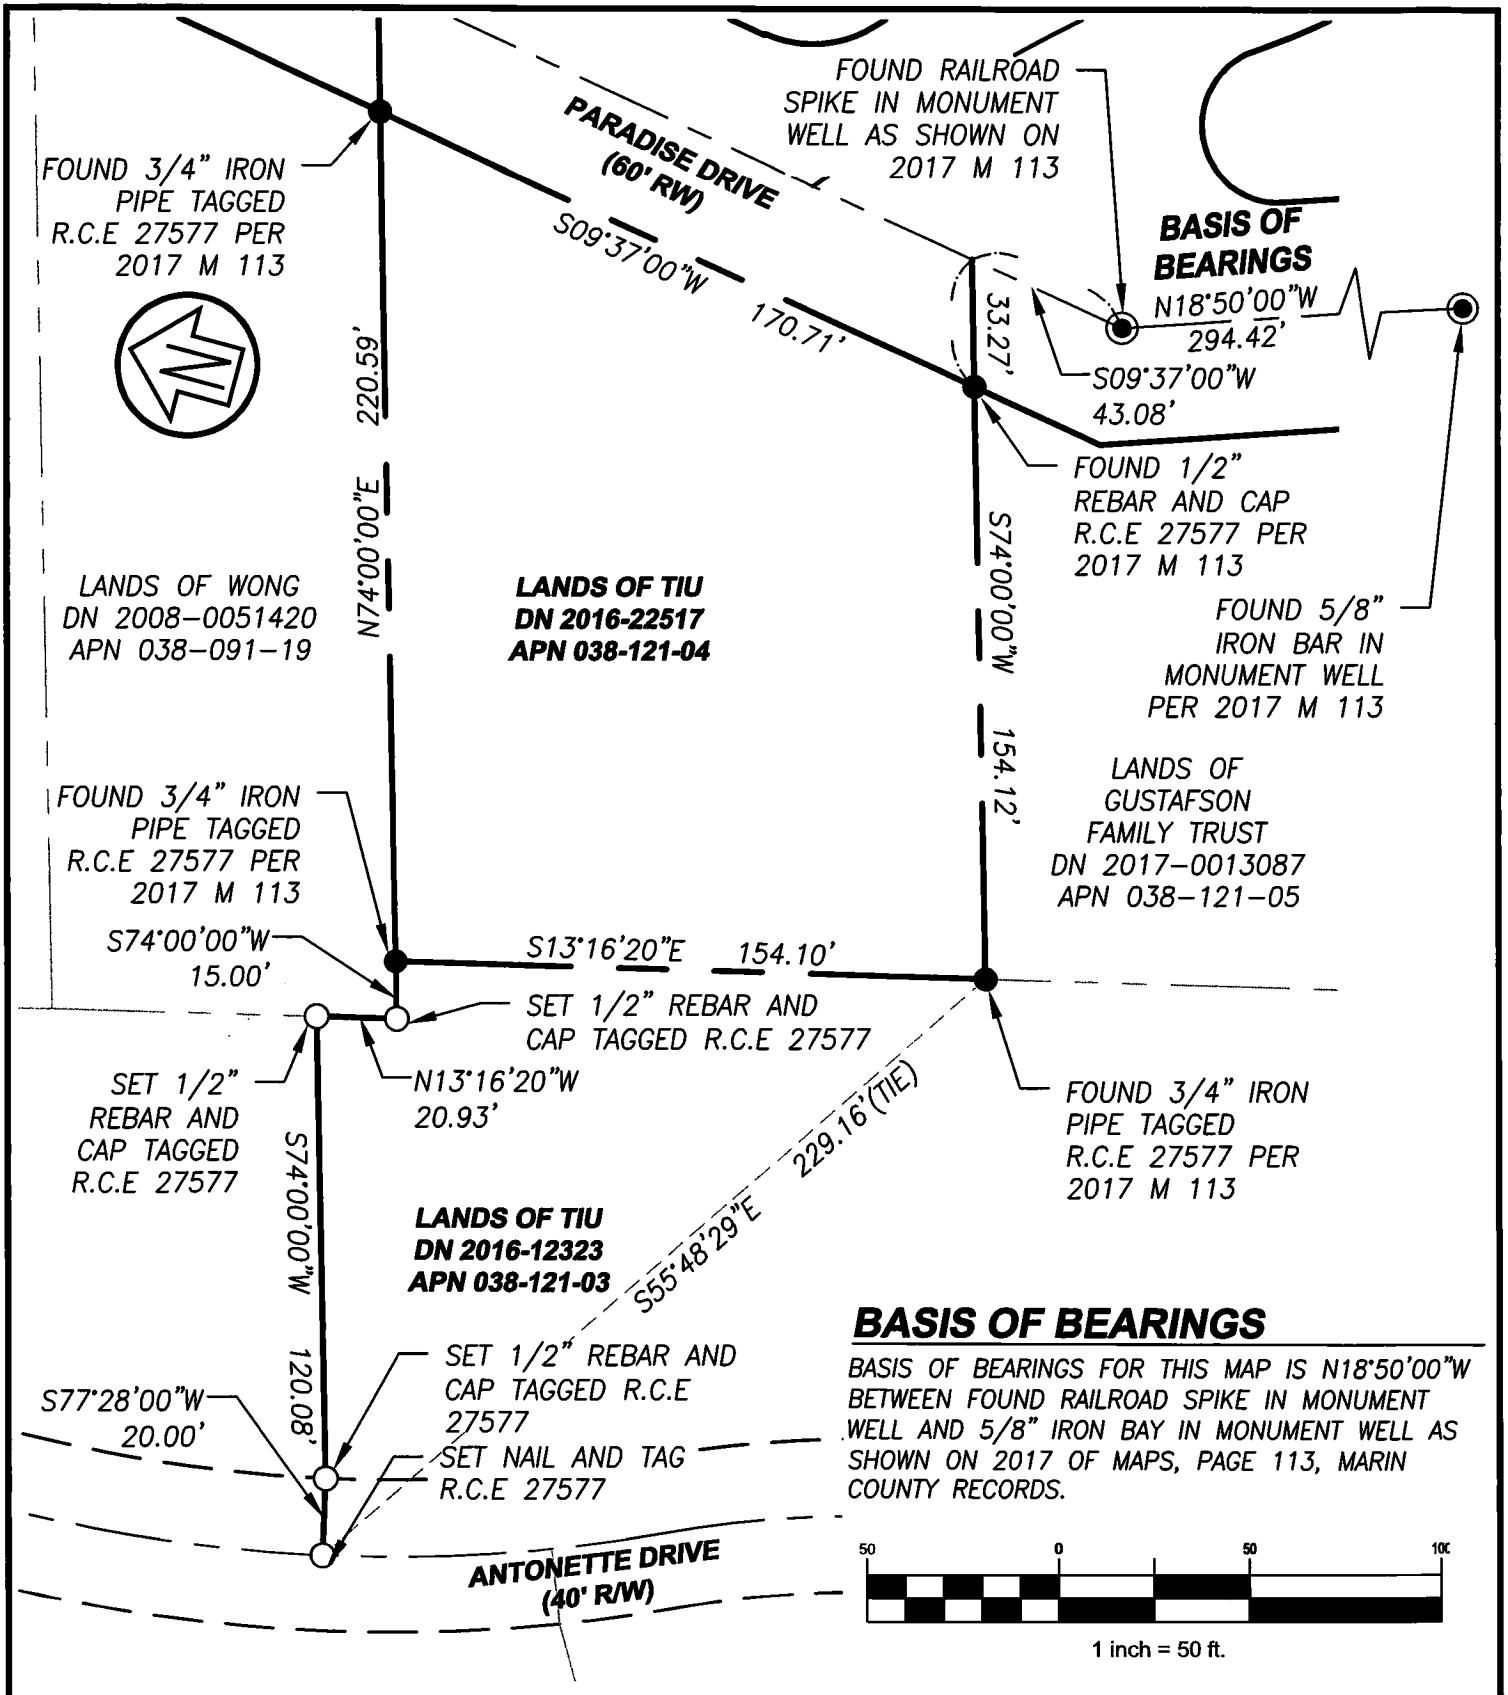 FOUND RAILROAD
SPIKE IN MONUMENT
WELL AS SHOWN ON
2017 M 113
PARADISE DRIVE
(60' RW)
FOUND 3/4" IRON
PIPE TAGGED
R.C.E 27577 PER
2017 M 113
S09°37'00"W
170.71'
BASIS OF
BEARINGS
N18°50'00"W
294.42'
33.27'
S09°37'00"W
43.08'
N
220.59'
N74°00'00"E
FOUND 1/2"
REBAR AND CAP
R.C.E 27577 PER
2017 M 113
S74°00'00"W
154.12'
LANDS OF WONG
DN 2008-0051420
APN 038-091-19
LANDS OF TIU
DN 2016-22517
APN 038-121-04
FOUND 5/8"
IRON BAR IN
MONUMENT WELL
PER 2017 M 113
LANDS OF
GUSTAFSON
FAMILY TRUST
DN 2017-0013087
APN 038-121-05
FOUND 3/4" IRON
PIPE TAGGED
R.C.E 27577 PER
2017 M 113
S74°00'00"W
15.00'
S13°16'20"E 154.10'
SET 1/2" REBAR AND
CAP TAGGED R.C.E 27577
SET 1/2"
REBAR AND
CAP TAGGED
R.C.E 27577
N13°16'20"W
20.93'
FOUND 3/4" IRON
PIPE TAGGED
R.C.E 27577 PER
2017 M 113
S74°00'00"W
120.08'
229.16'(TIE)
S55°48'29"E
LANDS OF TIU
DN 2016-12323
APN 038-121-03
SET 1/2" REBAR AND
CAP TAGGED R.C.E
27577
S77°28'00"W
20.00'
SET NAIL AND TAG
R.C.E 27577
ANTONETTE DRIVE
(40' R/W)
BASIS OF BEARINGS
BASIS OF BEARINGS FOR THIS MAP IS N18°50'00"W
BETWEEN FOUND RAILROAD SPIKE IN MONUMENT
WELL AND 5/8" IRON BAY IN MONUMENT WELL AS
SHOWN ON 2017 OF MAPS, PAGE 113, MARIN
COUNTY RECORDS.
50 0 50
1 inch = 50 ft.